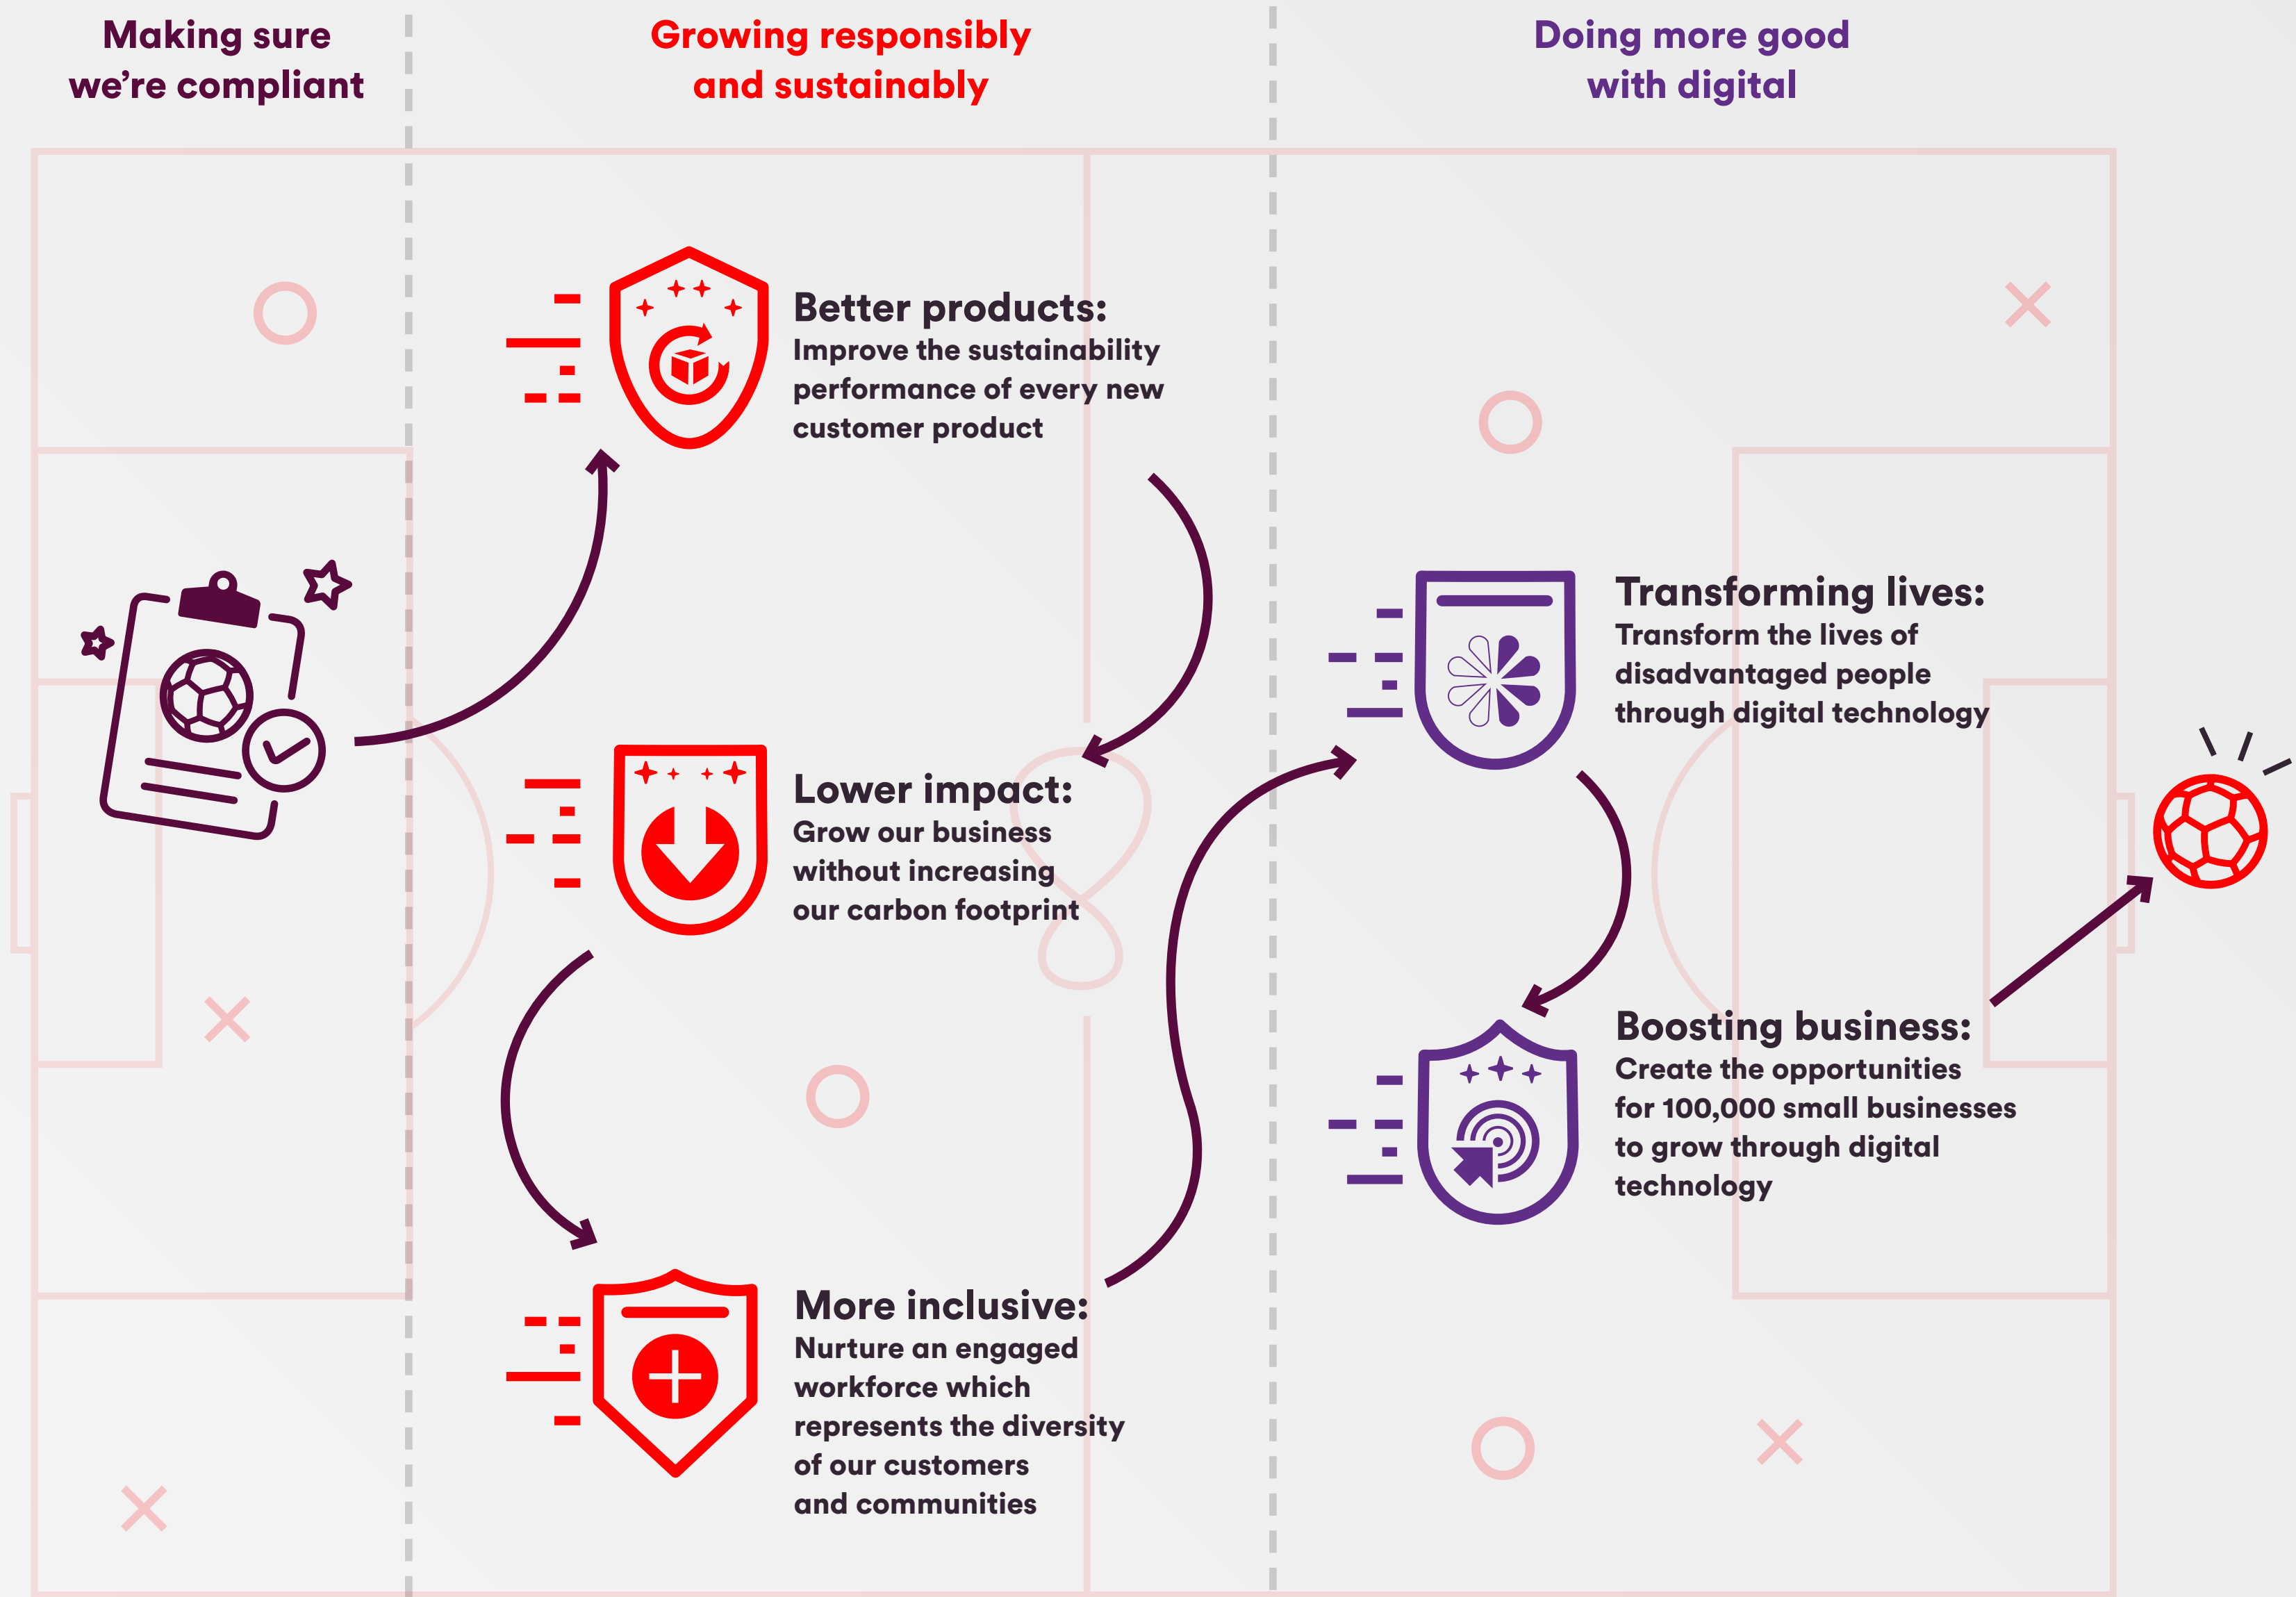 Making sure
we’re compliant
Growing responsibly
and sustainably
Doing more good
with digital
Better products:
Improve the sustainability
performance of every new
customer product
Lower impact:
Grow our business
without increasing
our carbon footprint
More inclusive:
Nurture an engaged
workforce which
represents the diversity
of our customers
and communities
Transforming lives:
Transform the lives of
disadvantaged people
through digital technology
Boosting business:
Create the opportunities
for 100,000 small businesses
to grow through digital
technology